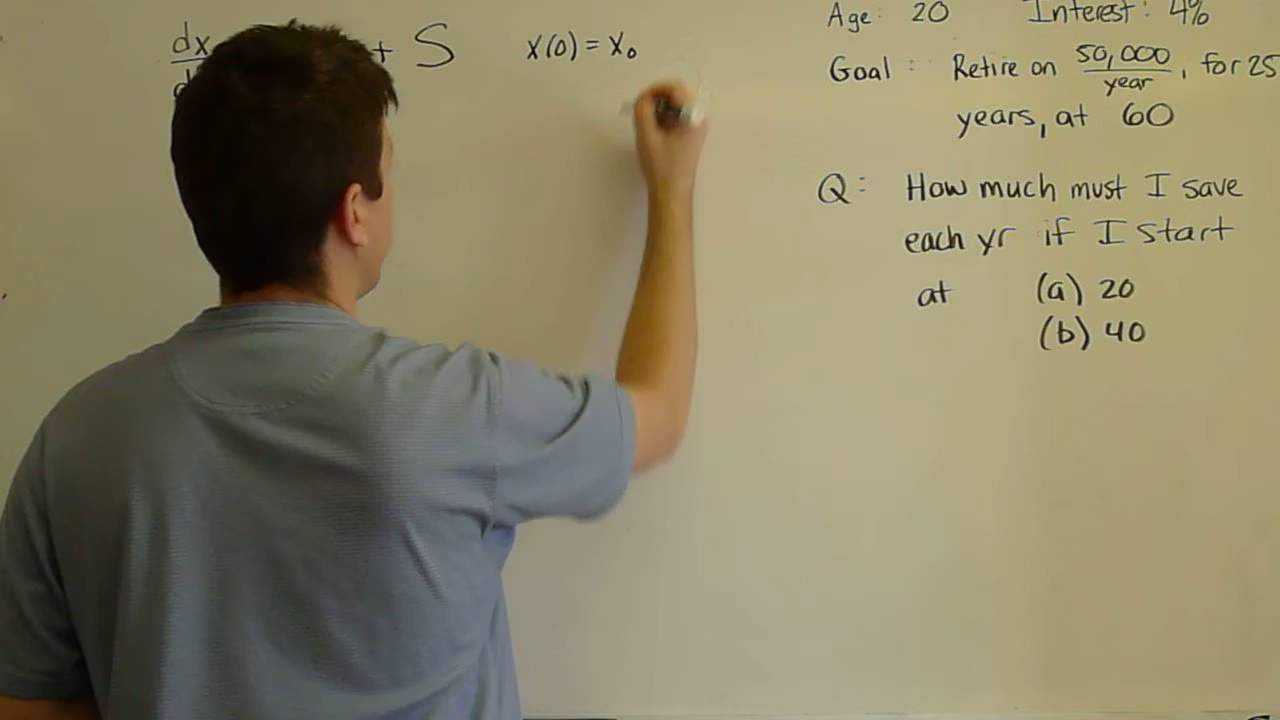 dx + S x(0) = x₀
d
Age: 20 Interest: 4%
Goal: Retire on 50,000/year, for 25
years, at 60
Q: How much must I save
each yr if I start
at (a) 20
(b) 40